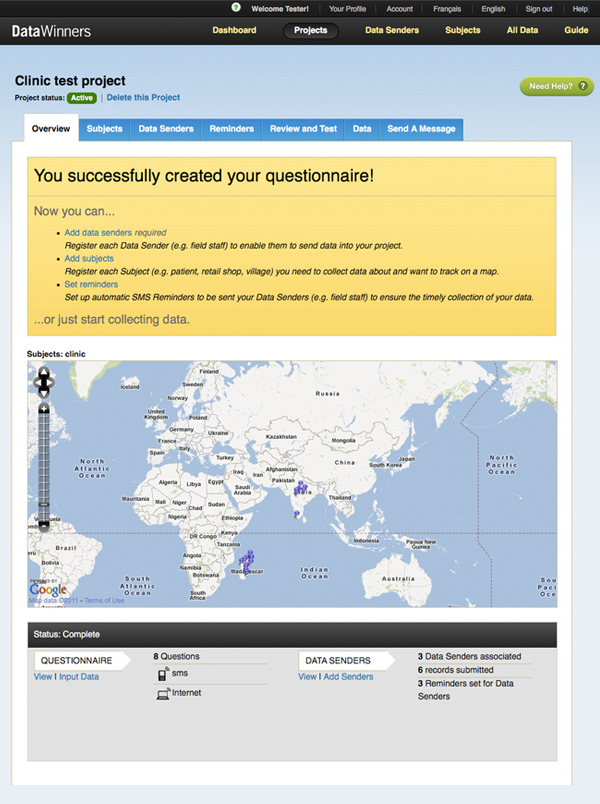 Welcome Tester! | Your Profile | Account | Français | English | Sign out | Help
DataWinners
Dashboard Projects Data Senders Subjects All Data Guide
Clinic test project
Project status: Active | Delete this Project
Need Help? ?
Overview Subjects Data Senders Reminders Review and Test Data Send A Message
You successfully created your questionnaire!
Now you can...
Add data senders required
Register each Data Sender (e.g. field staff) to enable them to send data into your project.
Add subjects
Register each Subject (e.g. patient, retail shop, village) you need to collect data about and want to track on a map.
Set reminders
Set up automatic SMS Reminders to be sent your Data Senders (e.g. field staff) to ensure the timely collection of your data.
...or just start collecting data.
Subjects: clinic
Finland
Iceland
Sweden
Russia
Norway
United Kingdom
Poland
Germany
Ukraine
France
Kazakhstan
Italy
Mongolia
Spain
Turkey
Japan
North Atlantic Ocean
China
South Korea
North Pacific Ocean
Iraq
Iran
Afghanistan
Pakistan
Algeria
Libya
Egypt
Saudi Arabia
India
Mauritania
Mali
Niger
Chad
Sudan
Thailand
Ethiopia
Kenya
DR Congo
Tanzania
Indonesia
Papua New Guinea
Brazil
Angola
Namibia
Botswana
Madagascar
South Atlantic Ocean
South Africa
Indian Ocean
Australia
POWERED BY
Google
Map data ©2011 - Terms of Use
Status: Complete
QUESTIONNAIRE
View | Input Data
8 Questions
sms
Internet
DATA SENDERS
View | Add Senders
3 Data Senders associated
6 records submitted
3 Reminders set for Data
Senders